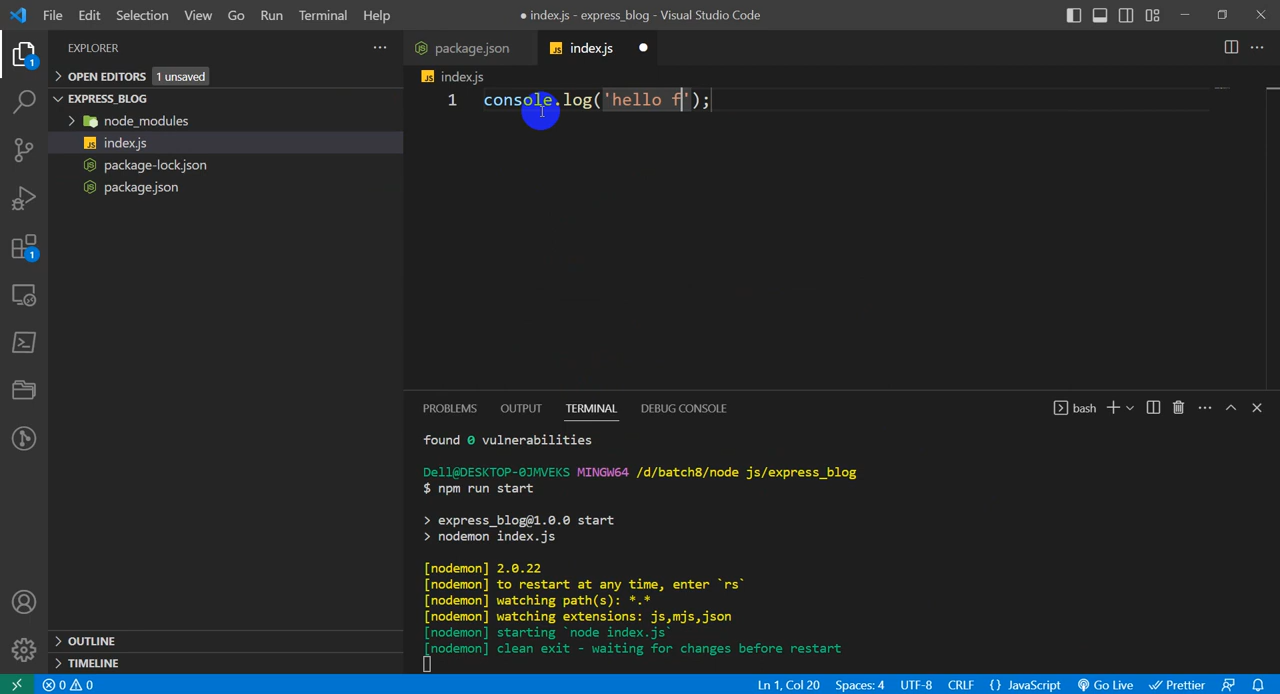 File Edit Selection View Go Run Terminal Help ● index.js - express_blog - Visual Studio Code
EXPLORER
package.json index.js
OPEN EDITORS 1 unsaved
index.js
EXPRESS_BLOG
1 console.log('hello f');
node_modules
index.js
package-lock.json
package.json
1
1
PROBLEMS OUTPUT TERMINAL DEBUG CONSOLE bash
found 0 vulnerabilities
Dell@DESKTOP-0JMVEKS MINGW64 /d/batch8/node js/express_blog
$ npm run start
> express_blog@1.0.0 start
> nodemon index.js
[nodemon] 2.0.22
[nodemon] to restart at any time, enter `rs`
[nodemon] watching path(s): *.*
[nodemon] watching extensions: js,mjs,json
[nodemon] starting `node index.js`
[nodemon] clean exit - waiting for changes before restart
OUTLINE
TIMELINE
0 0 Ln 1, Col 20 Spaces: 4 UTF-8 CRLF {} JavaScript Go Live Prettier